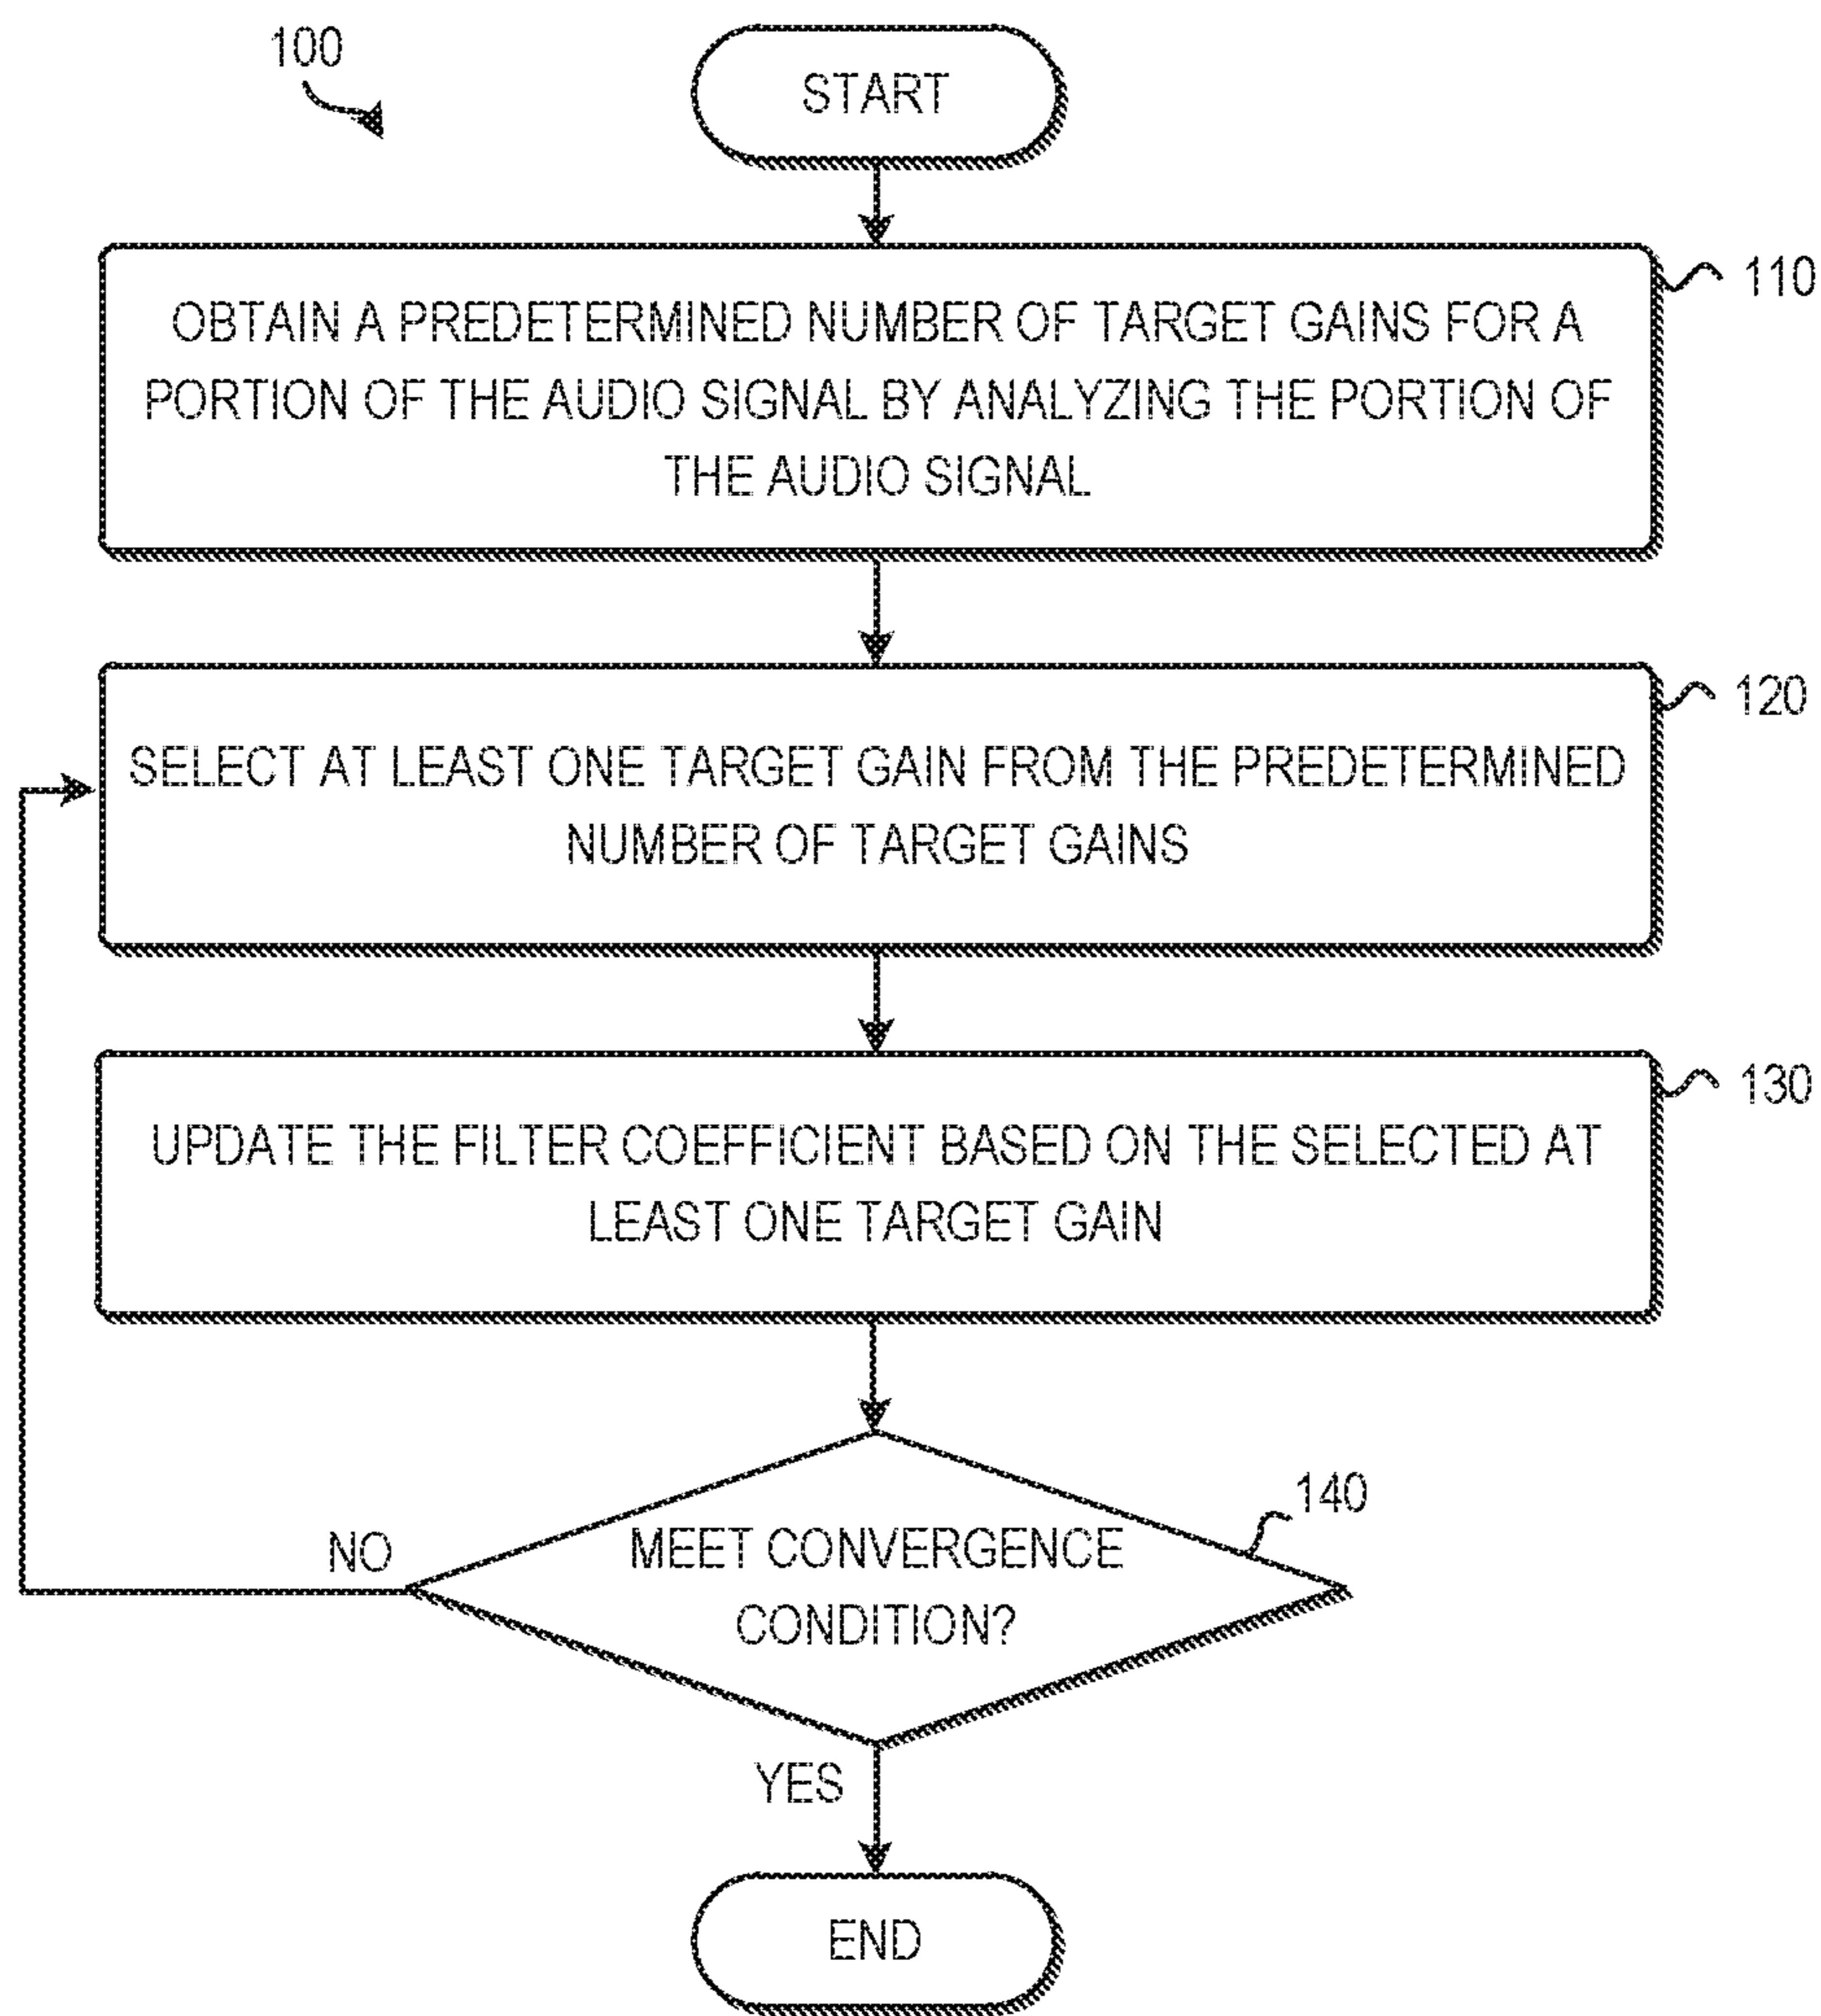 100
START
110
OBTAIN A PREDETERMINED NUMBER OF TARGET GAINS FOR A
PORTION OF THE AUDIO SIGNAL BY ANALYZING THE PORTION OF
THE AUDIO SIGNAL
120
SELECT AT LEAST ONE TARGET GAIN FROM THE PREDETERMINED
NUMBER OF TARGET GAINS
130
UPDATE THE FILTER COEFFICIENT BASED ON THE SELECTED AT
LEAST ONE TARGET GAIN
140
MEET CONVERGENCE
CONDITION?
NO
YES
END